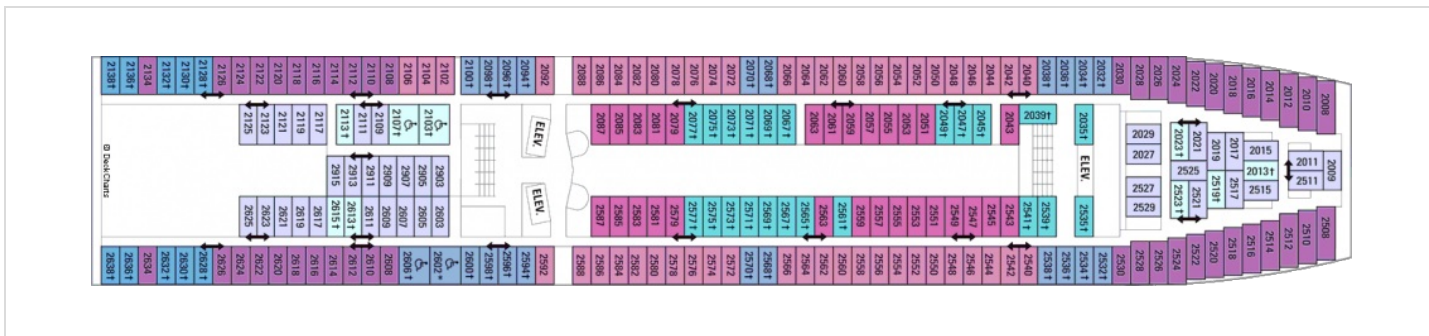 2138† 2136† 2134 2132† 2130† 2128† 2126 2124 2122 2120 2118 2116 2114 2112 2110 2108 2106 2104 2102 2100† 2098† 2096† 2094† 2092 2088 2086 2084 2082 2080 2078 2076 2074 2072 2070† 2068† 2066 2064 2062 2060 2058 2056 2054 2052 2050 2048 2046 2044 2042 2040 2038† 2036† 2034† 2032† 2030 2028 2026 2024 2022 2020 2018 2016 2014 2012 2010 2008
2125 2123 2121 2119 2117 2113† 2111 2109 2107† 2103† ELEV. 2087 2085 2083 2081 2079 2077† 2075† 2073† 2071† 2069† 2067† 2063 2061 2059 2057 2055 2053 2051 2049† 2047† 2045† 2043 2039† 2035†
2029 2023† 2021 2019 2017 2015
2027
© DeckCharts
2915 2913 2911 2909 2907 2905 2903 ELEV. 2525 2013† 2011 2009
2527 2523† 2521 2519† 2517 2515 2511
2529
2625 2623 2621 2619 2617 2615† 2613† 2611 2609 2607 2605 2603 ELEV. 2587 2585 2583 2581 2579 2577† 2575† 2573† 2571† 2569† 2567† 2565† 2563 2561† 2559 2557 2555 2553 2551 2549 2547 2545 2543 2541† 2539† 2535†
2638† 2636† 2634 2632† 2630† 2628† 2626 2624 2622 2620 2618 2616 2614 2612 2610 2608 2606† 2602* 2600† 2598† 2596† 2594† 2592 2588 2586 2584 2582 2580 2578 2576 2574 2572 2570† 2568† 2566 2564 2562 2560 2558 2556 2554 2552 2550 2548 2546 2544 2542 2540 2538† 2536† 2534† 2532† 2530 2528 2526 2524 2522 2520 2518 2516 2514 2512 2510 2508